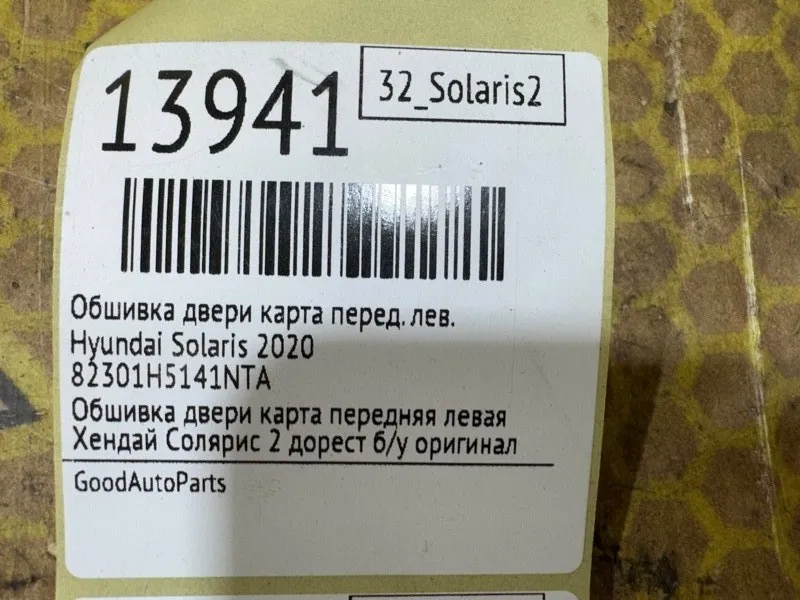 13941
32_Solaris2
Обшивка двери карта перед. лев.
Hyundai Solaris 2020
82301H5141NTA
Обшивка двери карта передняя левая
Хендай Солярис 2 дорест б/у оригинал
GoodAutoParts